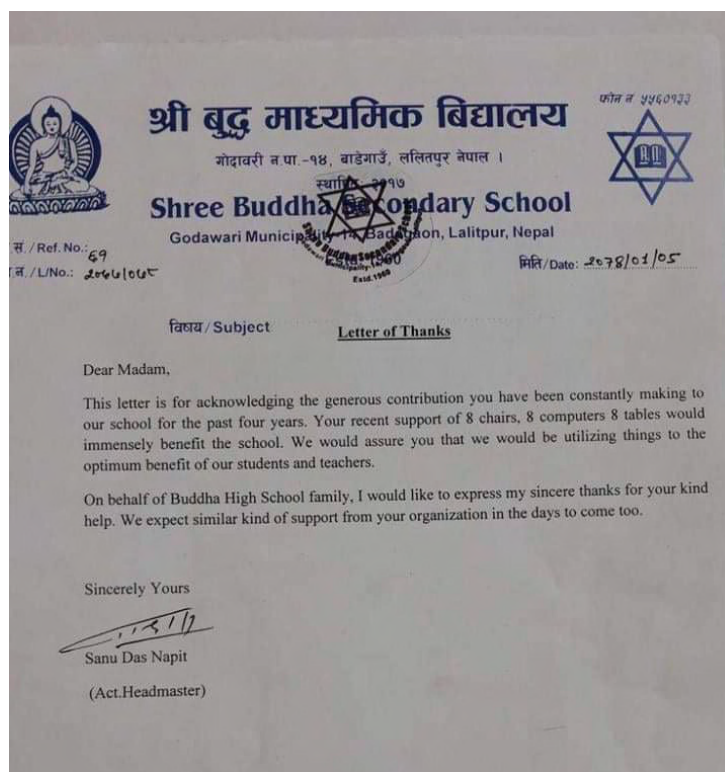 फोन नं ५५६०१३३
श्री बुद्ध माध्यमिक बिद्यालय
गोदावरी न.पा.-१४, बाडेगाउँ, ललितपुर नेपाल ।
Shree Buddha Secondary School
Godawari Municipality-14, Badegaon, Lalitpur, Nepal
Estd. 1960
सं. / Ref. No.: ६१
नं. / L/No.:
मिति/Date: 2078/01/05
विषय / Subject
Letter of Thanks
Dear Madam,
This letter is for acknowledging the generous contribution you have been constantly making to
our school for the past four years. Your recent support of 8 chairs, 8 computers 8 tables would
immensely benefit the school. We would assure you that we would be utilizing things to the
optimum benefit of our students and teachers.
On behalf of Buddha High School family, I would like to express my sincere thanks for your kind
help. We expect similar kind of support from your organization in the days to come too.
Sincerely Yours
Sanu Das Napit
(Act.Headmaster)